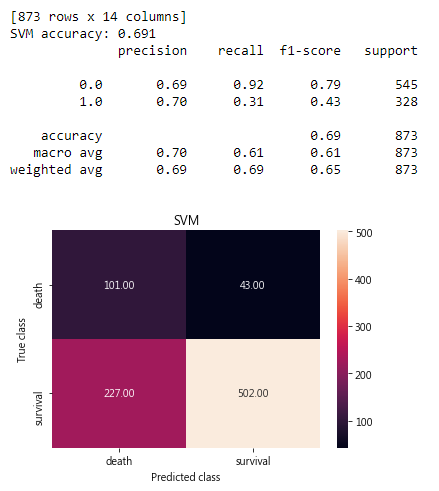 [873 rows x 14 columns]
SVM accuracy: 0.691
precision recall f1-score support
0.0 0.69 0.92 0.79 545
1.0 0.70 0.31 0.43 328
accuracy 0.69 873
macro avg 0.70 0.61 0.61 873
weighted avg 0.69 0.69 0.65 873
SVM
500
400
300
200
100
True class
death
101.00 43.00
survival
227.00 502.00
death survival
Predicted class